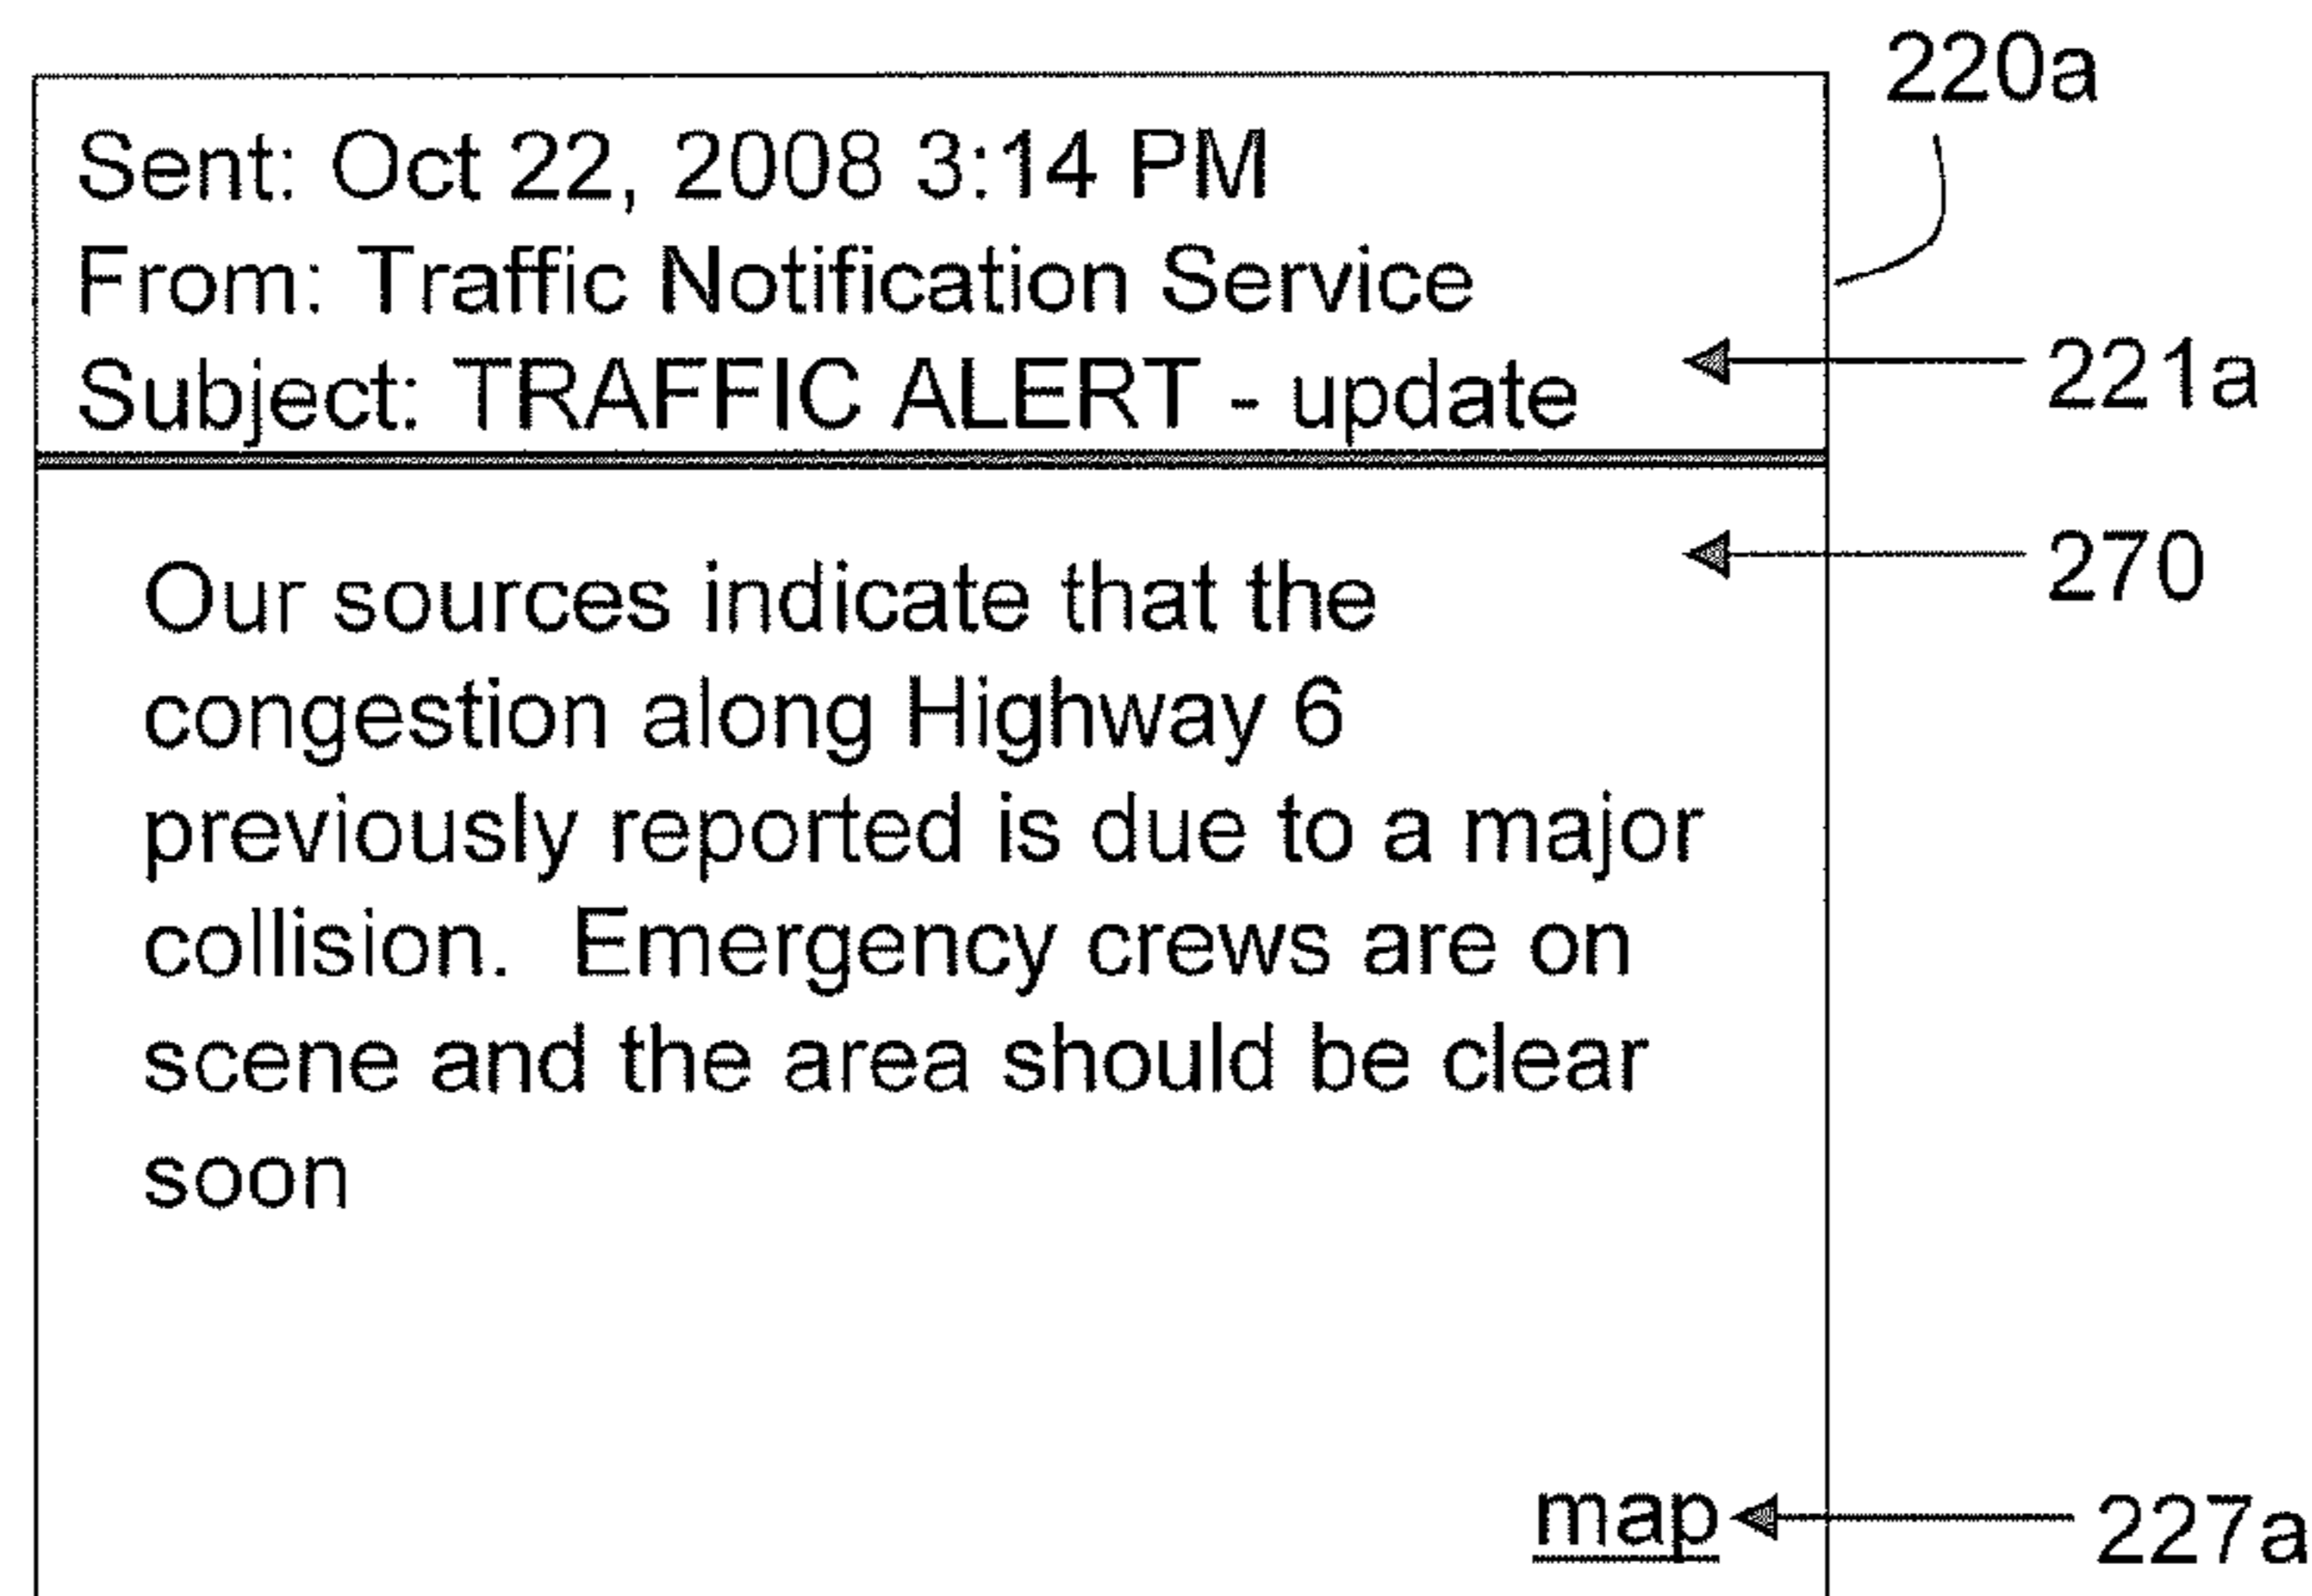 220a
Sent: Oct 22, 2008 3:14 PM
From: Traffic Notification Service
Subject: TRAFFIC ALERT - update
221a
270
Our sources indicate that the
congestion along Highway 6
previously reported is due to a major
collision.  Emergency crews are on
scene and the area should be clear
soon
map
227a